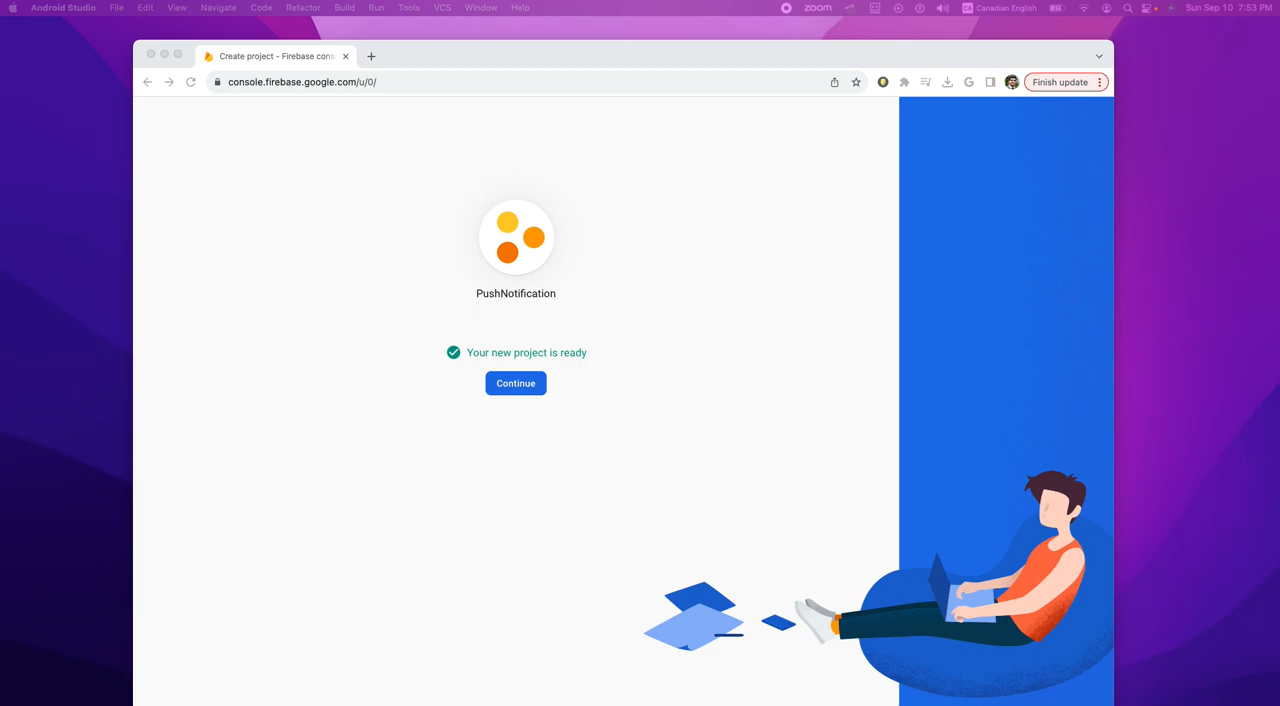 Android Studio File Edit View Navigate Code Refactor Build Run Tools VCS Window Help zoom CA Canadian English Sun Sep 10 7:53 PM
Create project - Firebase cons
console.firebase.google.com/u/0/
Finish update
PushNotification
Your new project is ready
Continue